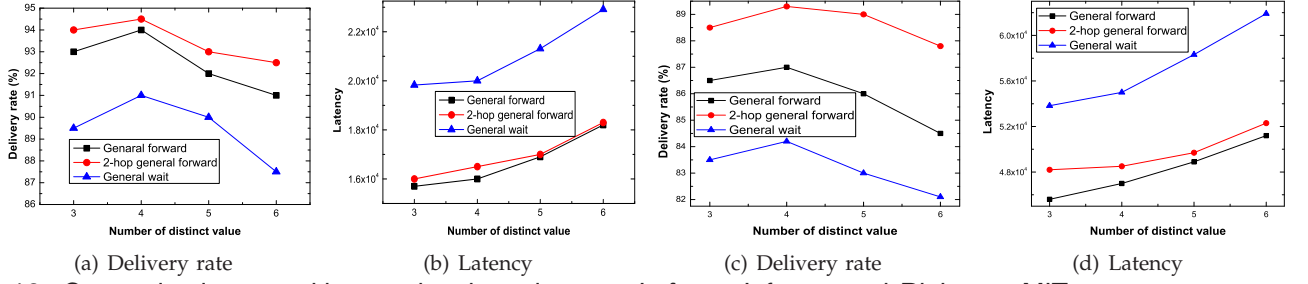 95
94
93
92
91
90
89
88
87
86
Delivery rate (%)
Genaral forward
2-hop general forward
General wait
3 4 5 6
Number of distinct value
(a) Delivery rate
2.2x10⁴
2.0x10⁴
1.8x10⁴
1.6x10⁴
Latency
General forward
2-hop general forward
General wait
3 4 5 6
Number of distinct value
(b) Latency
89
88
87
86
85
84
83
82
Delivery rate (%)
General forward
2-hop general forward
General wait
3 4 5 6
Number of distinct value
(c) Delivery rate
6.0x10⁴
5.6x10⁴
5.2x10⁴
4.8x10⁴
Latency
General forward
2-hop general forward
General wait
3 4 5 6
Number of distinct value
(d) Latency